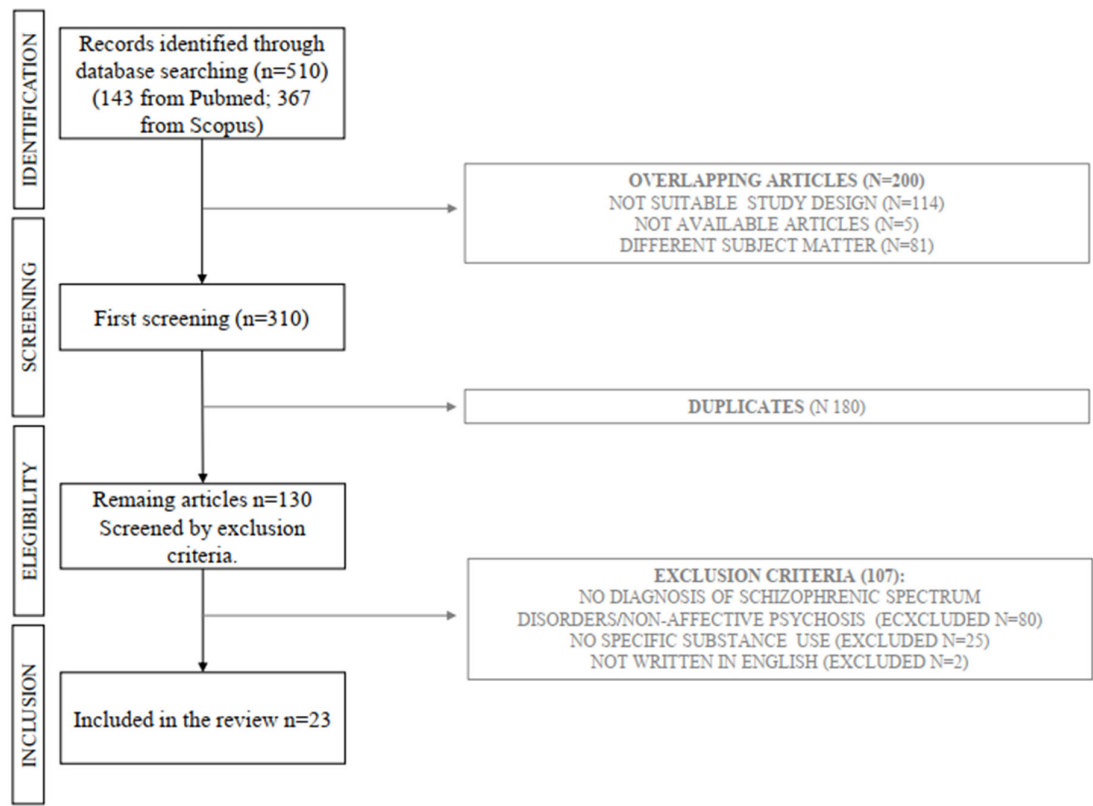 IDENTIFICATION
Records identified through
database searching (n=510)
(143 from Pubmed; 367
from Scopus)
OVERLAPPING ARTICLES (N=200)
NOT SUITABLE STUDY DESIGN (N=114)
NOT AVAILABLE ARTICLES (N=5)
DIFFERENT SUBJECT MATTER (N=81)
SCREENING
First screening (n=310)
DUPLICATES (N 180)
ELEGIBILITY
Remaing articles n=130
Screened by exclusion
criteria.
EXCLUSION CRITERIA (107):
NO DIAGNOSIS OF SCHIZOPHRENIC SPECTRUM
DISORDERS/NON-AFFECTIVE PSYCHOSIS (ECXCLUDED N=80)
NO SPECIFIC SUBSTANCE USE (EXCLUDED N=25)
NOT WRITTEN IN ENGLISH (EXCLUDED N=2)
INCLUSION
Included in the review n=23